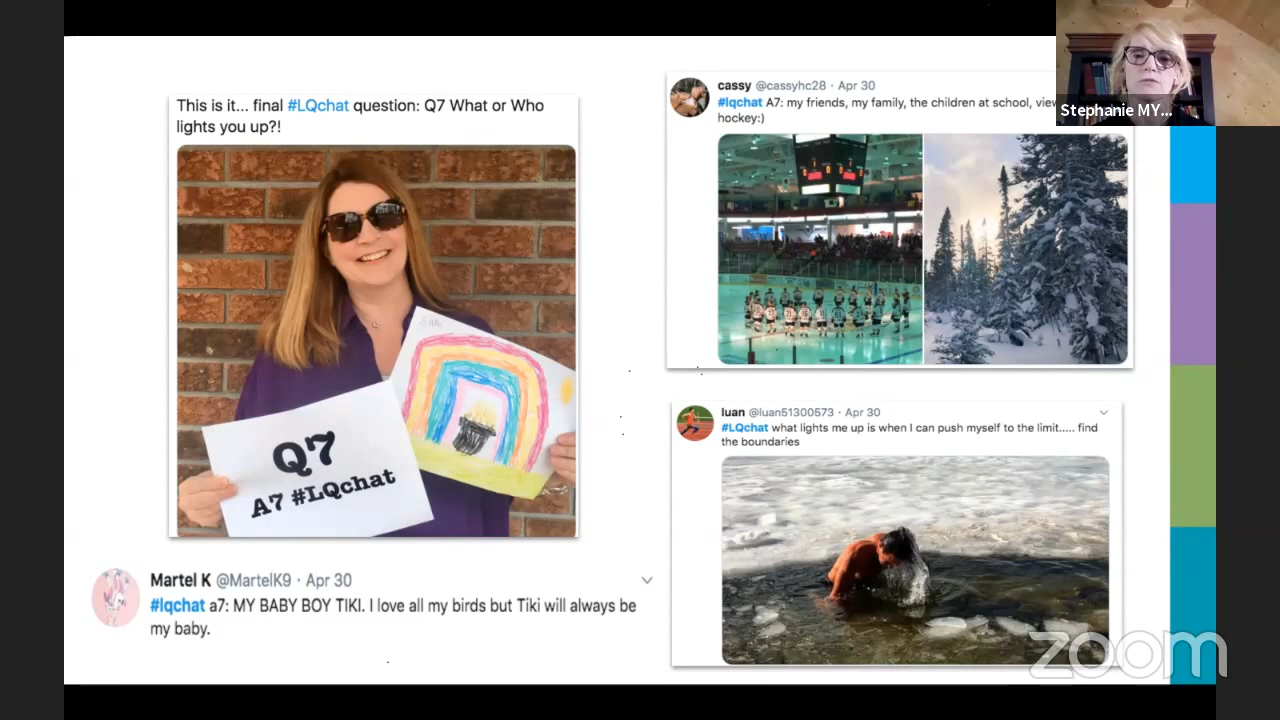 This is it... final #LQchat question: Q7 What or Who
lights you up?!
Sam
Q7
A7 #LQchat
Martel K @MartelK9 · Apr 30
#lqchat a7: MY BABY BOY TIKI. I love all my birds but Tiki will always be
my baby.
cassy @cassyhc28 · Apr 30
#lqchat A7: my friends, my family, the children at school,
hockey:)
luan @luan51300573 · Apr 30
#LQchat what lights me up is when I can push myself to the limit..... find
the boundaries
Stephanie MY...
zoom